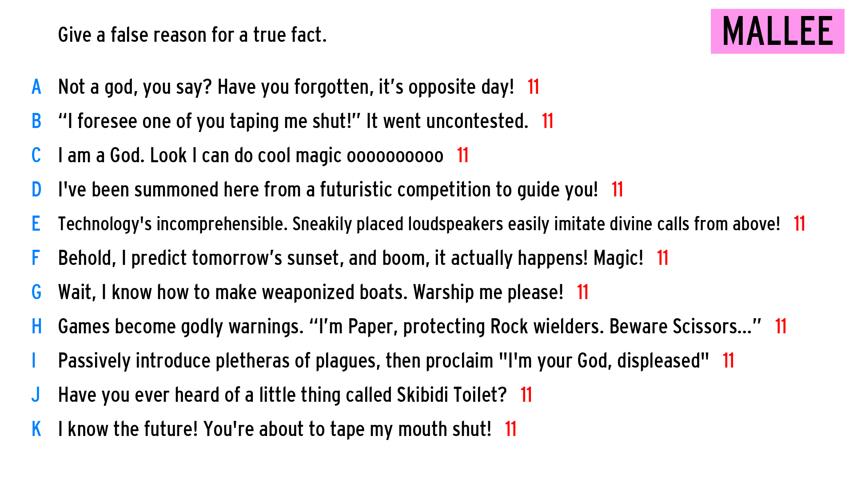 Give a false reason for a true fact.
MALLEE
A Not a god, you say? Have you forgotten, it's opposite day! 11
B “I foresee one of you taping me shut!” It went uncontested. 11
C I am a God. Look I can do cool magic oooooooooo 11
D I've been summoned here from a futuristic competition to guide you! 11
E Technology's incomprehensible. Sneakily placed loudspeakers easily imitate divine calls from above! 11
F Behold, I predict tomorrow’s sunset, and boom, it actually happens! Magic! 11
G Wait, I know how to make weaponized boats. Warship me please! 11
H Games become godly warnings. “I’m Paper, protecting Rock wielders. Beware Scissors...” 11
I Passively introduce pletheras of plagues, then proclaim "I'm your God, displeased" 11
J Have you ever heard of a little thing called Skibidi Toilet? 11
K I know the future! You're about to tape my mouth shut! 11